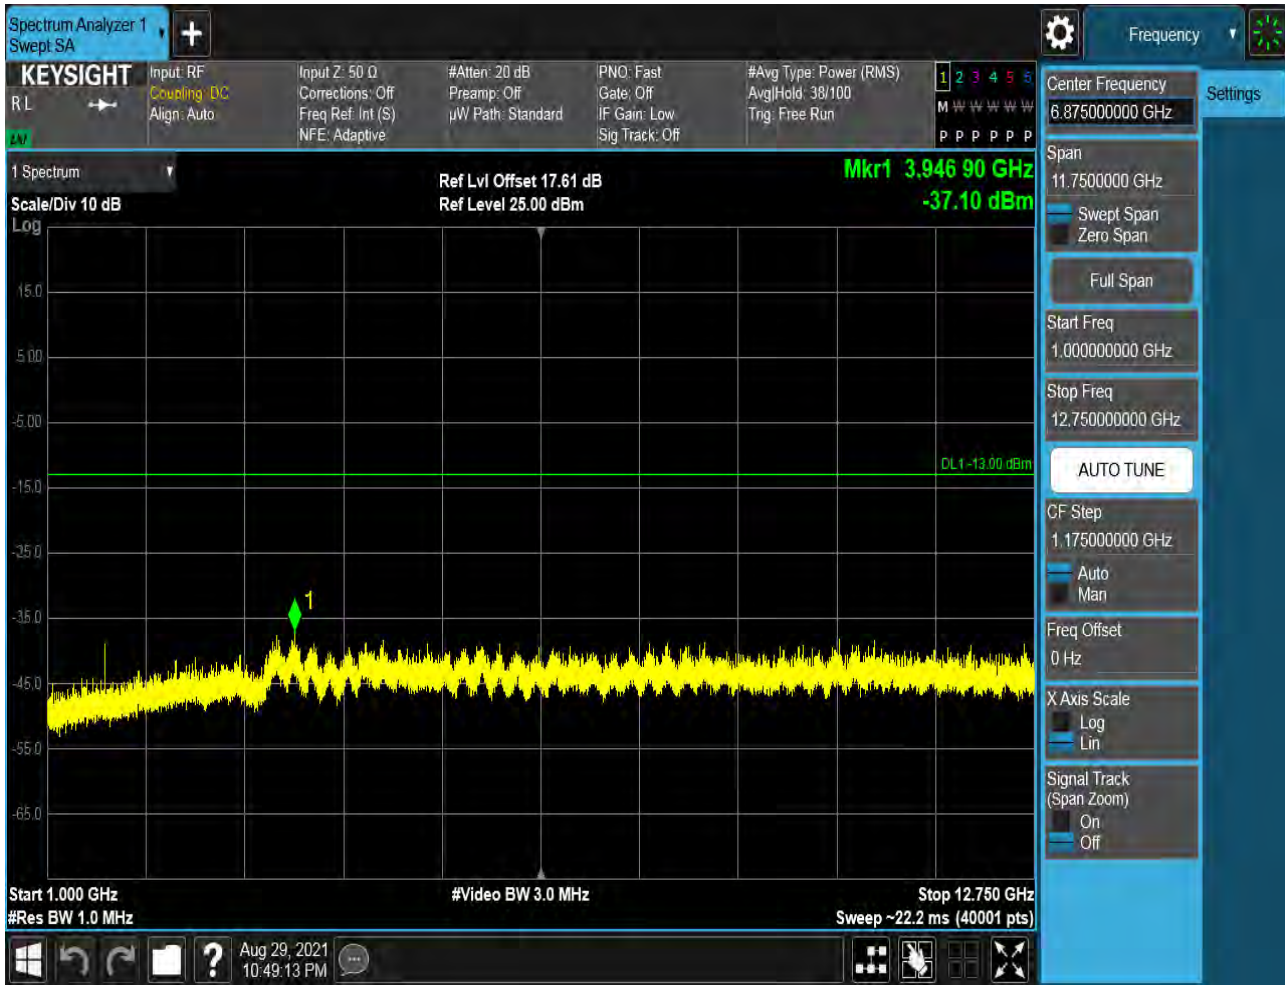 Spectrum Analyzer 1
Swept SA
Frequency
KEYSIGHT
RL
Input: RF
Coupling: DC
Align: Auto
Input Z: 50 Ω
Corrections: Off
Freq Ref: Int (S)
NFE: Adaptive
#Atten: 20 dB
Preamp: Off
µW Path: Standard
PNO: Fast
Gate: Off
IF Gain: Low
Sig Track: Off
#Avg Type: Power (RMS)
Avg|Hold: 38/100
Trig: Free Run
1 2 3 4 5 6
M W W W W W
P P P P P P
1 Spectrum
Scale/Div 10 dB
Log
Ref Lvl Offset 17.61 dB
Ref Level 25.00 dBm
Mkr1 3.946 90 GHz
-37.10 dBm
15.0
5.00
-5.00
DL1 -13.00 dBm
-15.0
-25.0
1
-35.0
-45.0
-55.0
-65.0
Start 1.000 GHz
#Video BW 3.0 MHz
Stop 12.750 GHz
#Res BW 1.0 MHz
Sweep ~22.2 ms (40001 pts)
Aug 29, 2021
10:49:13 PM
Center Frequency
6.875000000 GHz
Settings
Span
11.7500000 GHz
Swept Span
Zero Span
Full Span
Start Freq
1.000000000 GHz
Stop Freq
12.750000000 GHz
AUTO TUNE
CF Step
1.175000000 GHz
Auto
Man
Freq Offset
0 Hz
X Axis Scale
Log
Lin
Signal Track
(Span Zoom)
On
Off